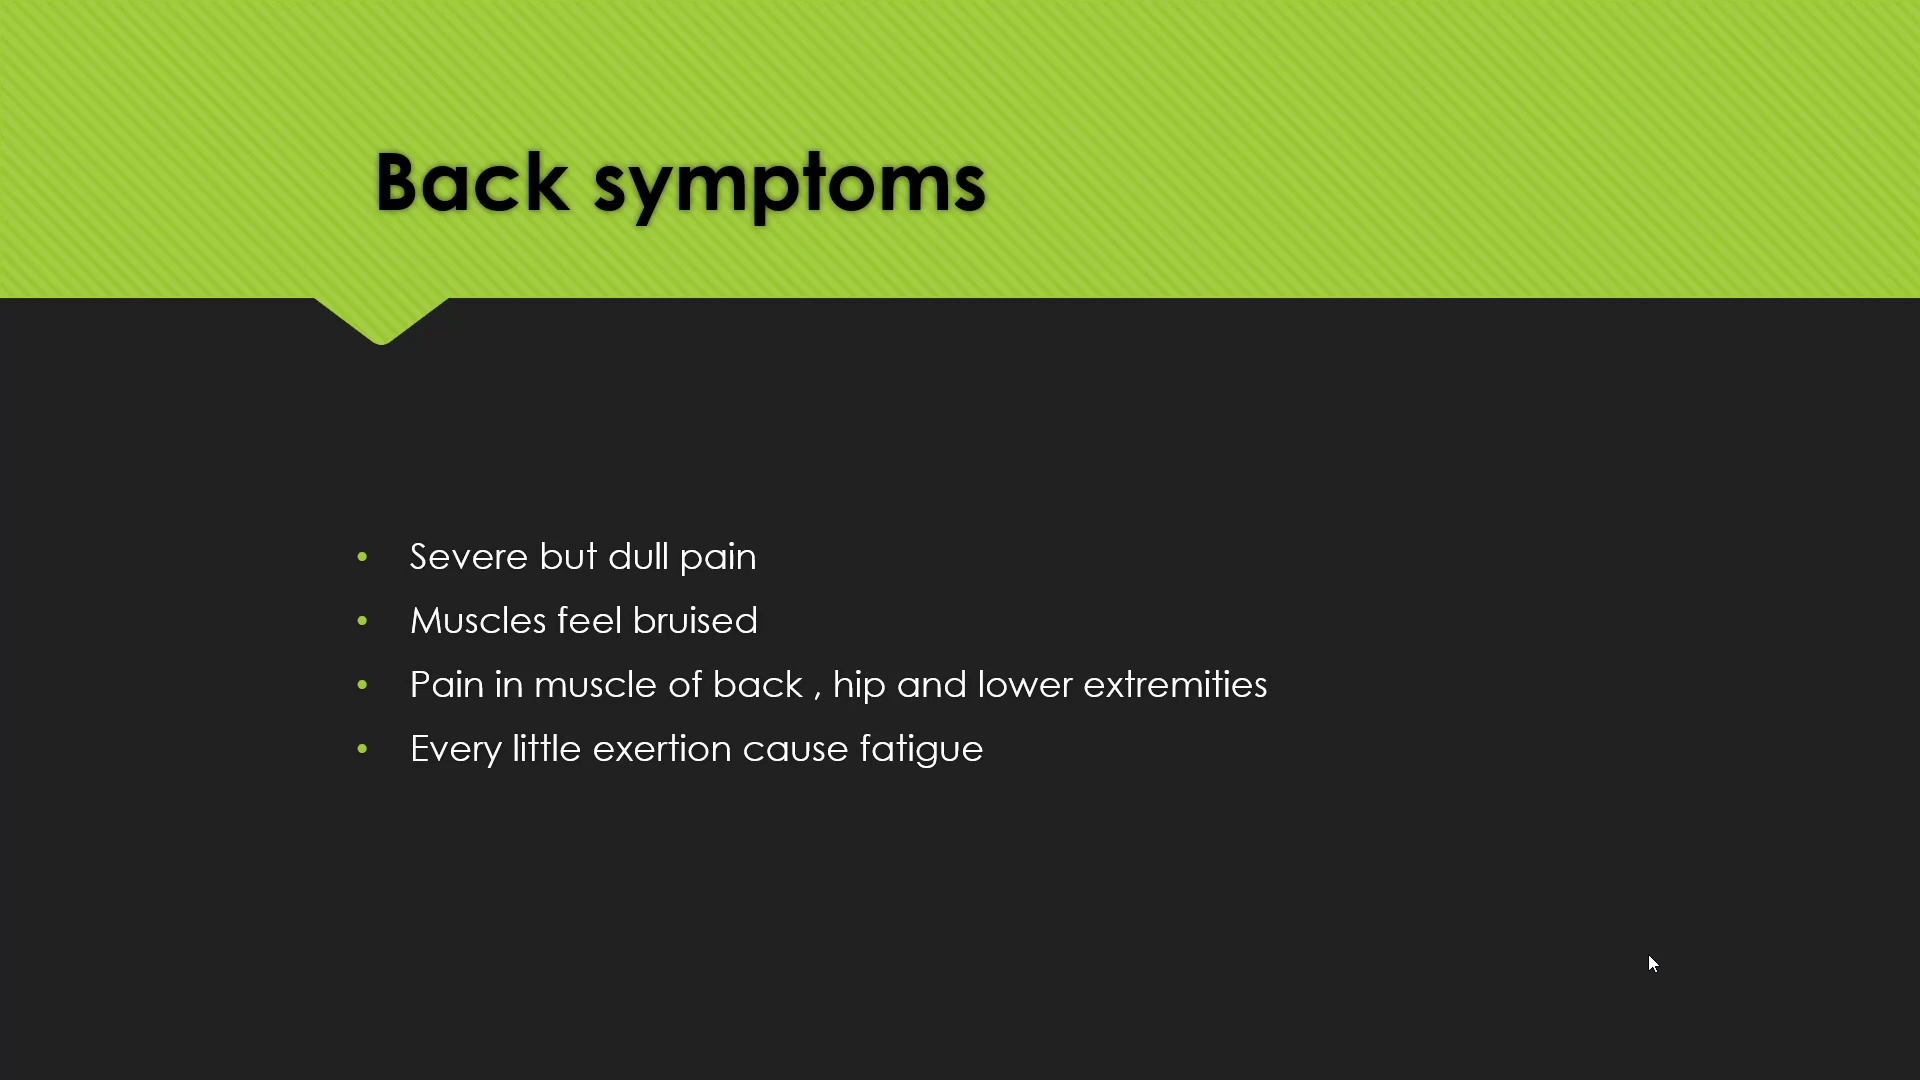 Back symptoms
• Severe but dull pain
• Muscles feel bruised
• Pain in muscle of back , hip and lower extremities
• Every little exertion cause fatigue